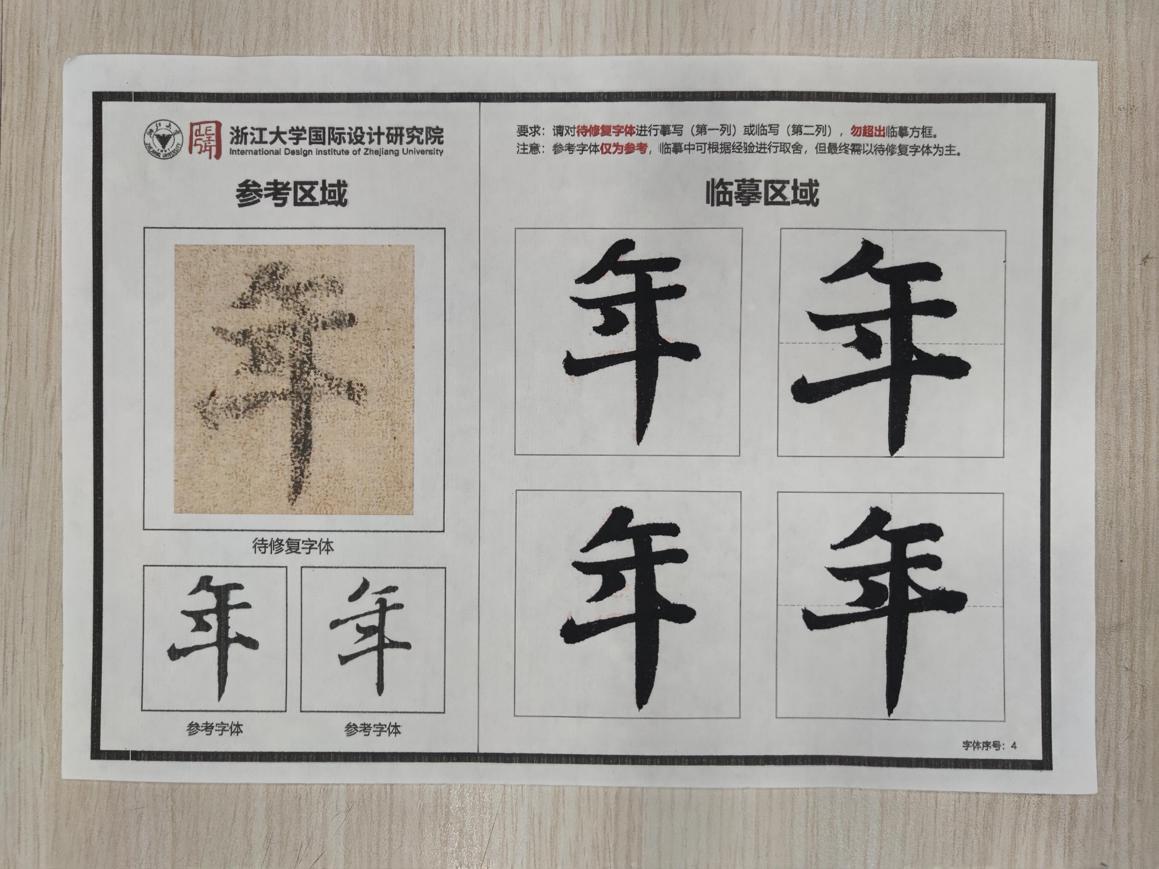 浙江大学国际设计研究院
International Design Institute of Zhejiang University
参考区域
年
待修复字体
年 年
参考字体 参考字体
要求：请对待修复字体进行摹写（第一列）或临写（第二列），勿超出临摹方框。
注意：参考字体仅为参考，临摹中可根据经验进行取舍，但最终需以待修复字体为主。
临摹区域
年 年
年 年
字体序号：4